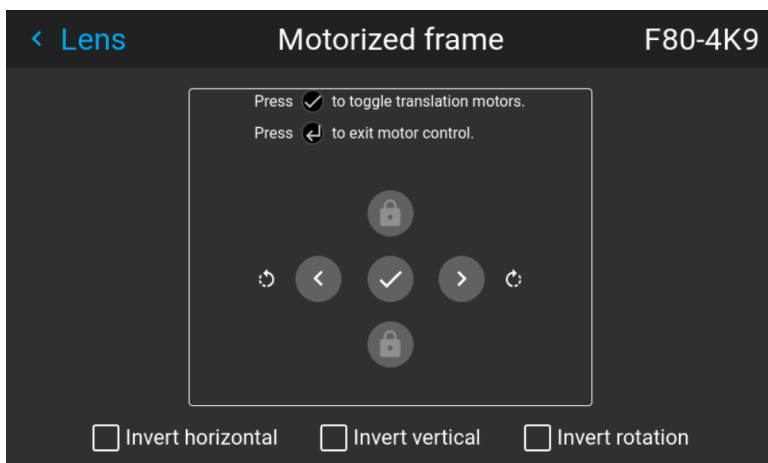 Lens
Motorized frame
F80-4K9
Press to toggle translation motors.
Press to exit motor control.
Invert horizontal
Invert vertical
Invert rotation